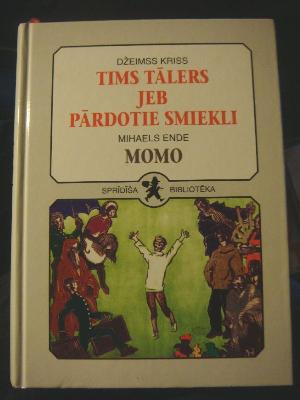 DŽEIMSS KRISS
TIMS TĀLERS
JEB
PĀRDOTIE SMIEKLI
MIHAELS ENDE
MOMO
SPRĪDĪŠA BIBLIOTĒKA